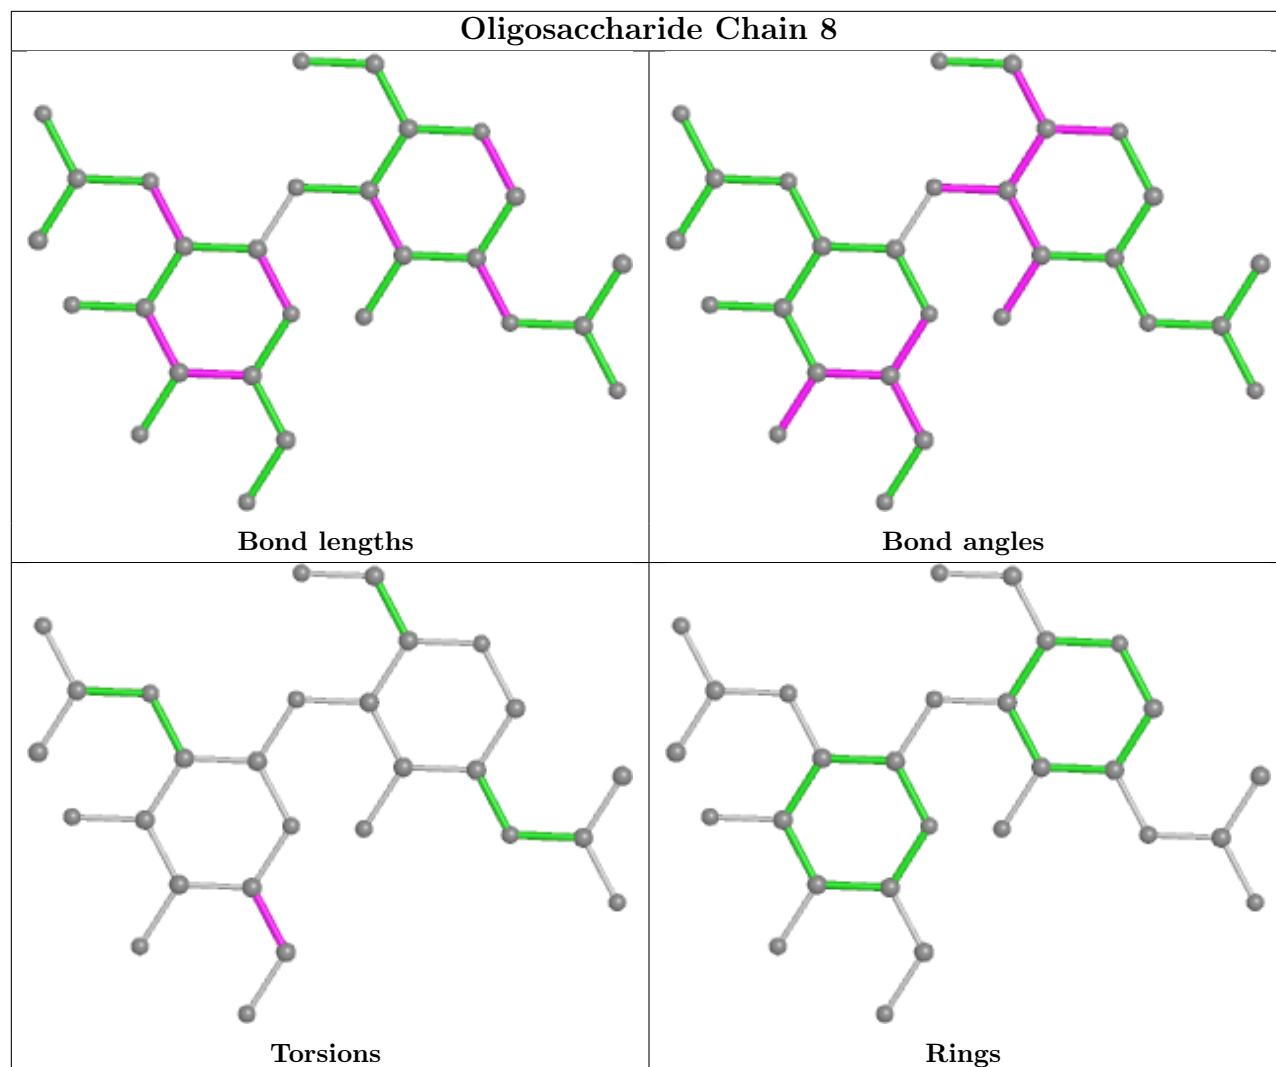 Oligosaccharide Chain 8
Bond lengths
Bond angles
Torsions
Rings